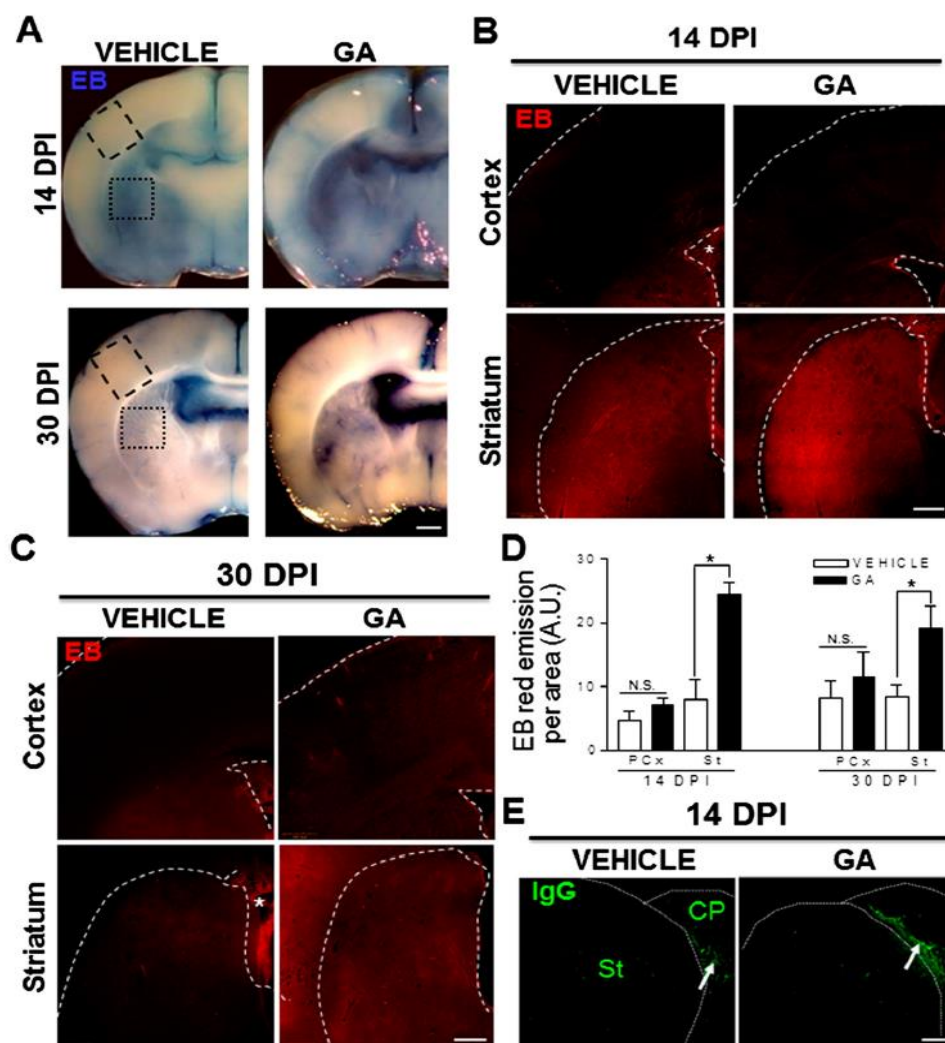 A
VEHICLE GA
EB
14 DPI
30 DPI
B
14 DPI
VEHICLE GA
EB
Cortex
*
Striatum
C
30 DPI
VEHICLE GA
EB
Cortex
Striatum
*
D
EB red emission
per area (A.U.)
30
20
10
0
VEHICLE
GA
N.S. * N.S. *
PCx St PCx St
14 DPI 30 DPI
E
14 DPI
VEHICLE GA
IgG
CP
St